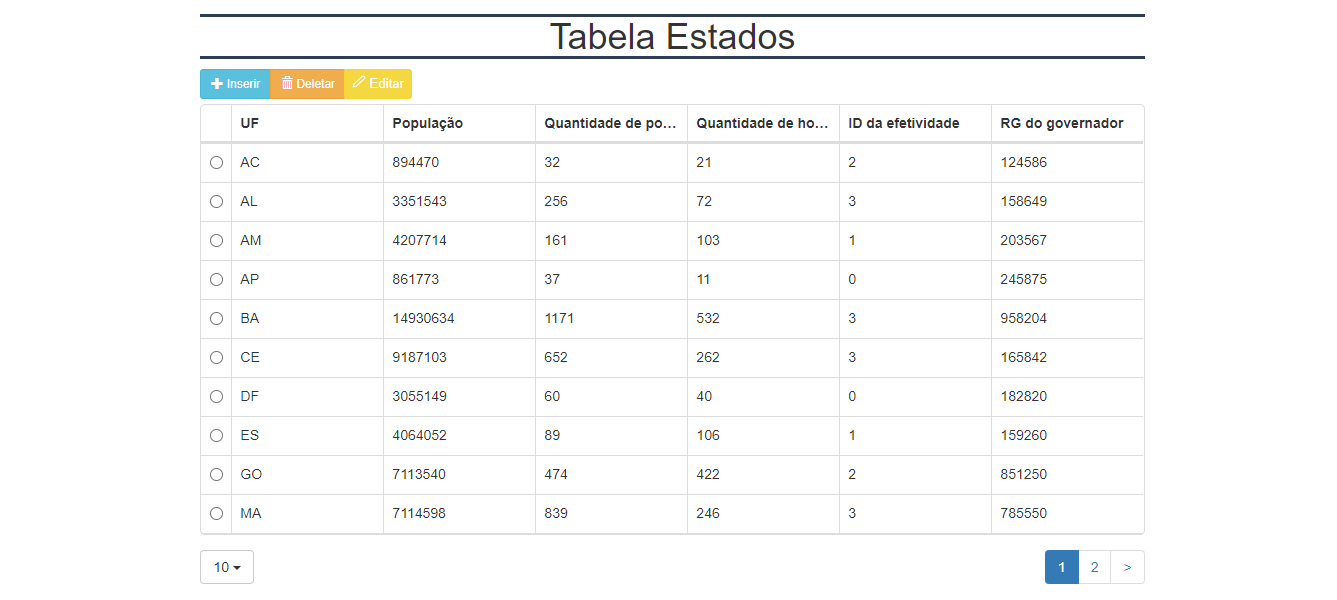 Tabela Estados
Inserir Deletar Editar
UF População Quantidade de po... Quantidade de ho... ID da efetividade RG do governador
AC 894470 32 21 2 124586
AL 3351543 256 72 3 158649
AM 4207714 161 103 1 203567
AP 861773 37 11 0 245875
BA 14930634 1171 532 3 958204
CE 9187103 652 262 3 165842
DF 3055149 60 40 0 182820
ES 4064052 89 106 1 159260
GO 7113540 474 422 2 851250
MA 7114598 839 246 3 785550
10 1 2 >